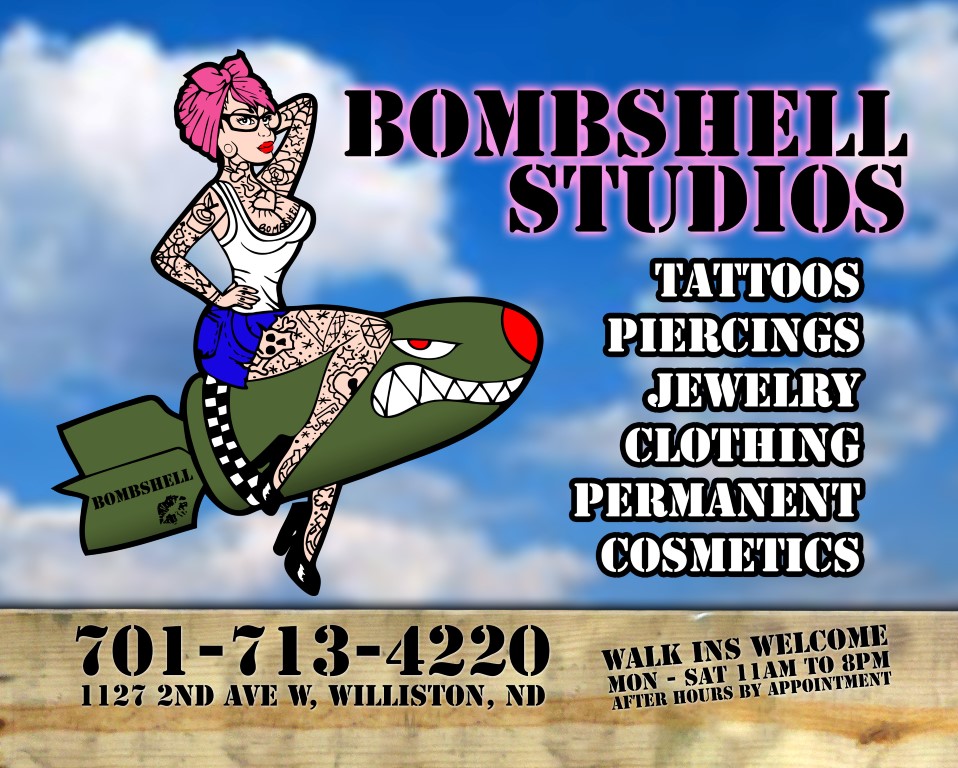 BOMBSHELL
STUDIOS
TATTOOS
PIERCINGS
JEWELRY
CLOTHING
PERMANENT
COSMETICS
BOMBSHELL
701-713-4220
1127 2ND AVE W, WILLISTON, ND
WALK INS WELCOME
MON - SAT 11AM TO 8PM
AFTER HOURS BY APPOINTMENT